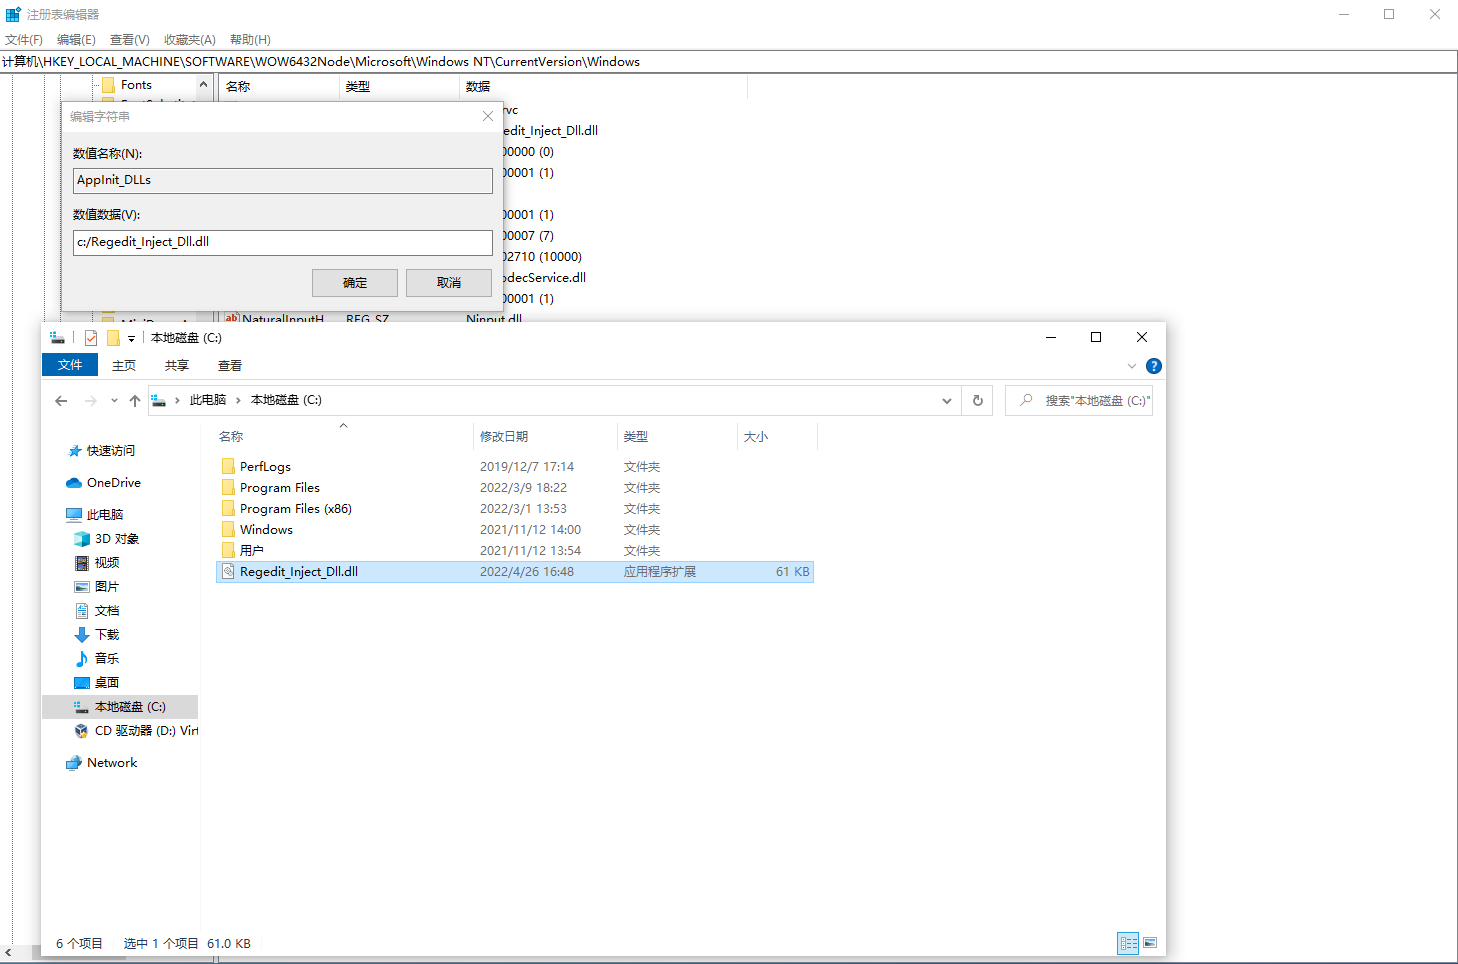 注册表编辑器
文件(F) 编辑(E) 查看(V) 收藏夹(A) 帮助(H)
计算机\HKEY_LOCAL_MACHINE\SOFTWARE\WOW6432Node\Microsoft\Windows NT\CurrentVersion\Windows
Fonts
名称 类型 数据
编辑字符串
数值名称(N):
AppInit_DLLs
数值数据(V):
c:/Regedit_Inject_Dll.dll
确定 取消
rvc
edit_Inject_Dll.dll
00000 (0)
00001 (1)
00001 (1)
00007 (7)
02710 (10000)
odecService.dll
00001 (1)
NaturalInputH REG_SZ Ninput.dll
本地磁盘 (C:)
文件 主页 共享 查看
此电脑 › 本地磁盘 (C:)
搜索"本地磁盘 (C:)"
名称 修改日期 类型 大小
PerfLogs 2019/12/7 17:14 文件夹
Program Files 2022/3/9 18:22 文件夹
Program Files (x86) 2022/3/1 13:53 文件夹
Windows 2021/11/12 14:00 文件夹
用户 2021/11/12 13:54 文件夹
Regedit_Inject_Dll.dll 2022/4/26 16:48 应用程序扩展 61 KB
快速访问
OneDrive
此电脑
3D 对象
视频
图片
文档
下载
音乐
桌面
本地磁盘 (C:)
CD 驱动器 (D:) Virt
Network
6 个项目 选中 1 个项目 61.0 KB